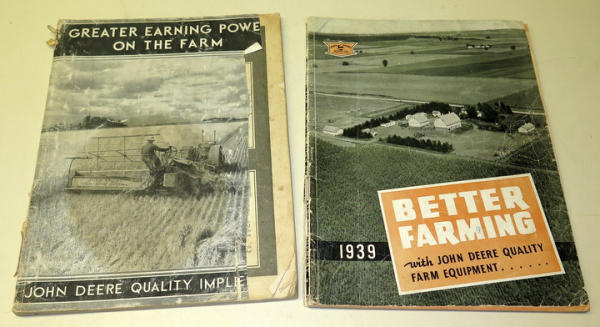 GREATER EARNING POWE
ON THE FARM
JOHN DEERE QUALITY IMPLE
BETTER
FARMING
1939
with JOHN DEERE QUALITY
FARM EQUIPMENT......